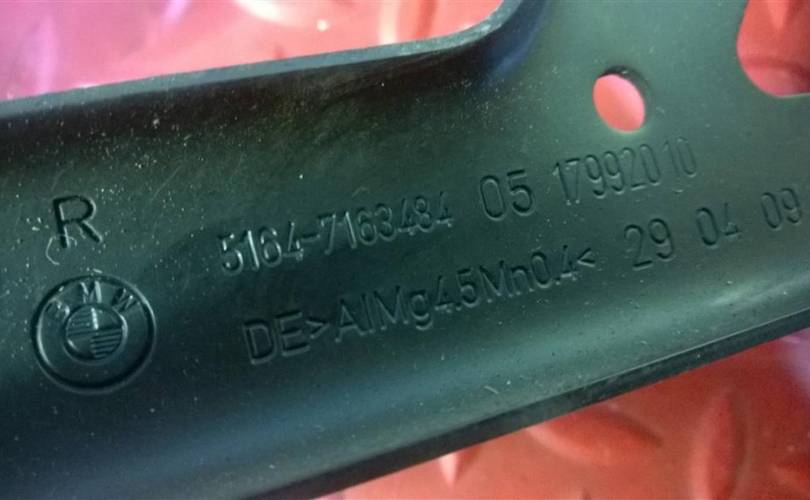 R
BMW
5164-7163484 05 17992010
DE>AlMg4.5Mn0.4< 29 04 09